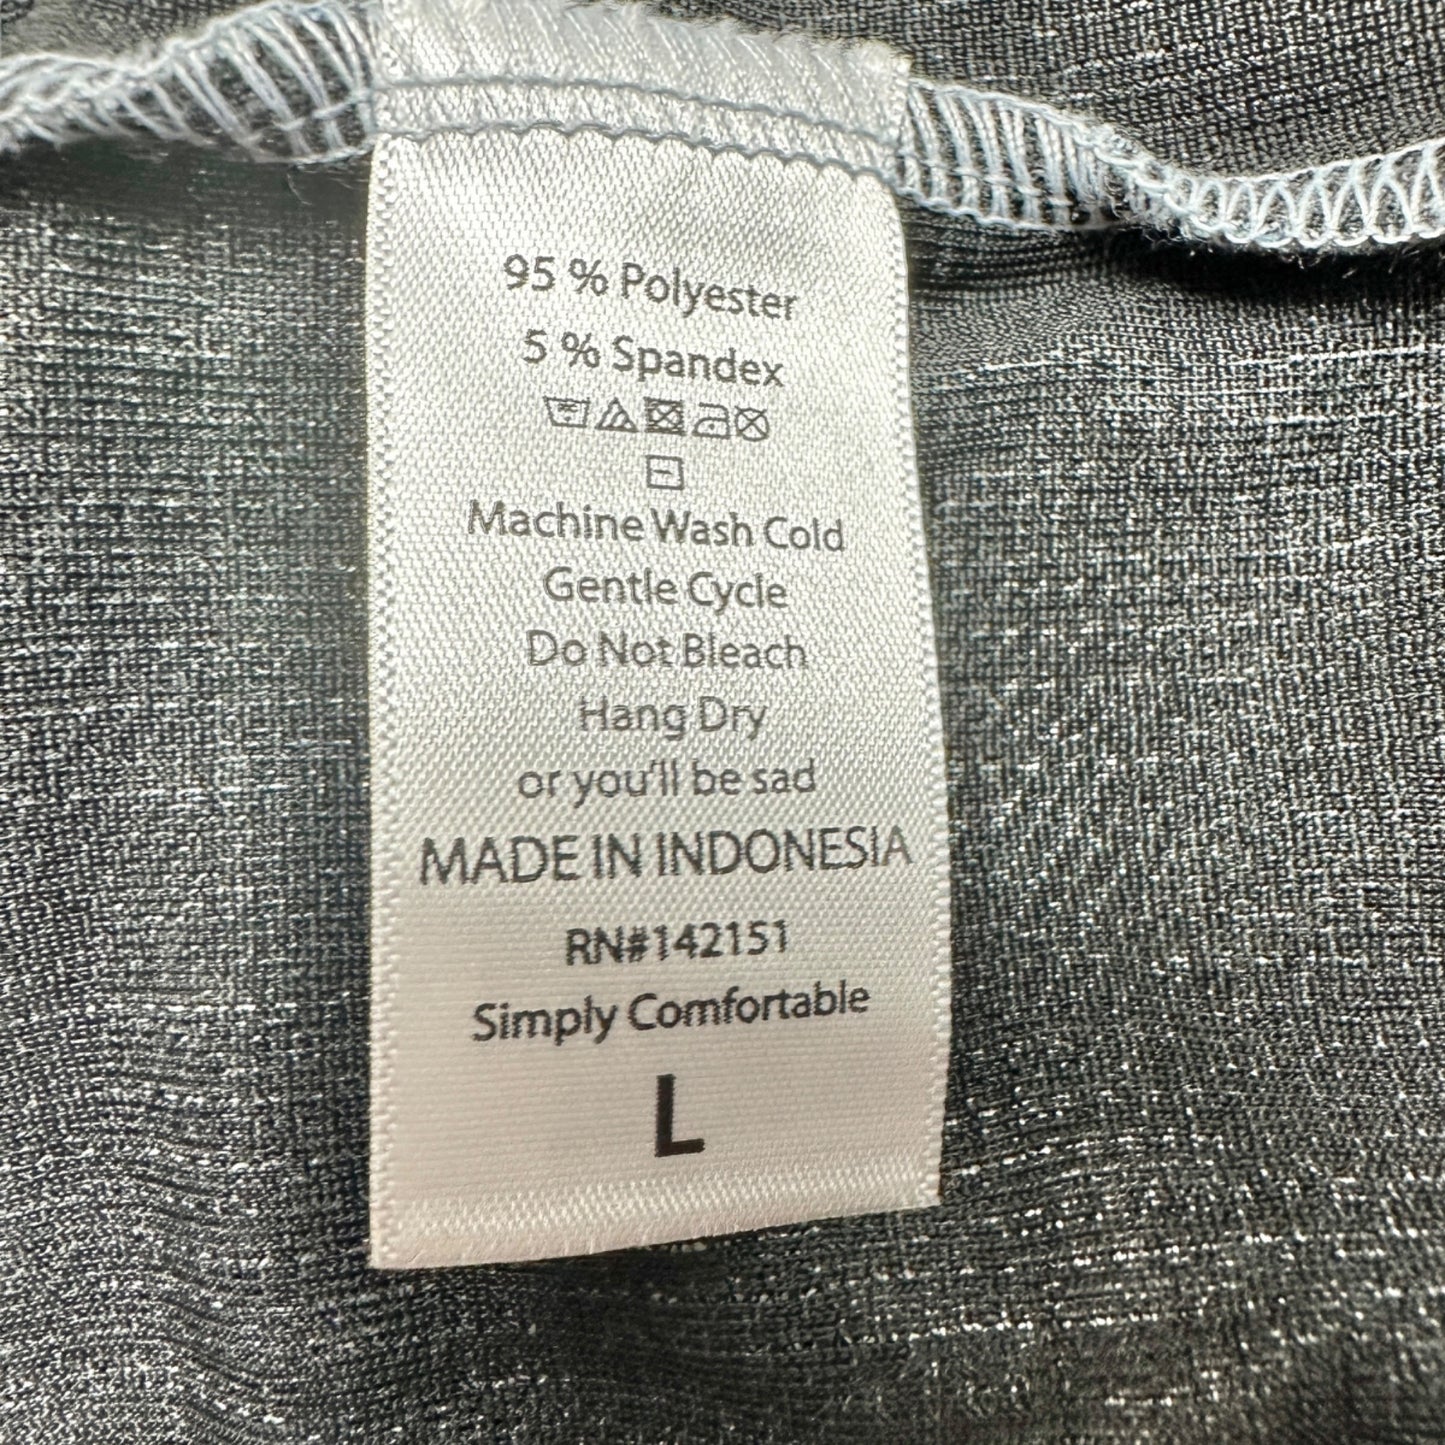 95 % Polyester
5 % Spandex
Machine Wash Cold
Gentle Cycle
Do Not Bleach
Hang Dry
or you'll be sad
MADE IN INDONESIA
RN#142151
Simply Comfortable
L